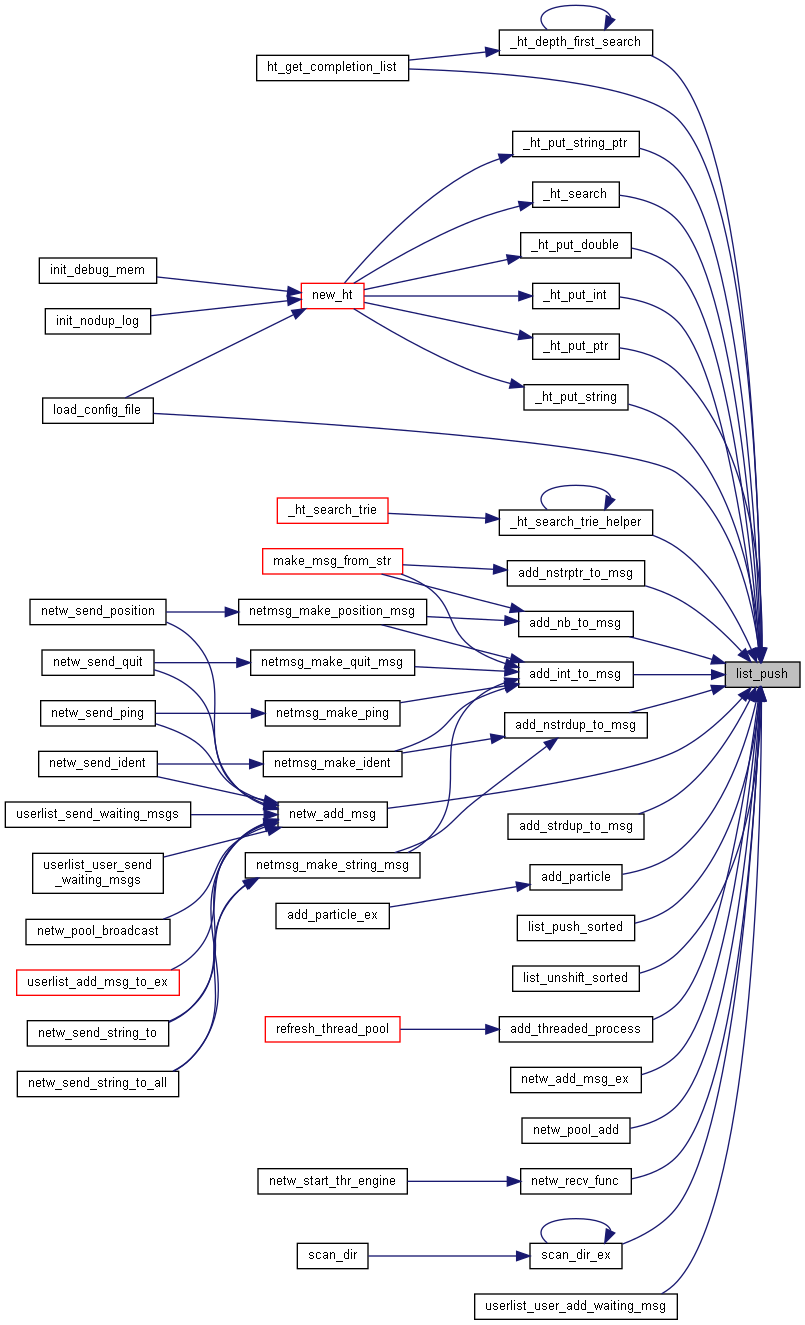 _ht_depth_first_search
ht_get_completion_list
_ht_put_string_ptr
_ht_search
_ht_put_double
init_debug_mem
new_ht
_ht_put_int
init_nodup_log
_ht_put_ptr
_ht_put_string
load_config_file
_ht_search_trie
_ht_search_trie_helper
make_msg_from_str
add_nstrptr_to_msg
netw_send_position
netmsg_make_position_msg
add_nb_to_msg
netw_send_quit
netmsg_make_quit_msg
add_int_to_msg
list_push
netw_send_ping
netmsg_make_ping
add_nstrdup_to_msg
netw_send_ident
netmsg_make_ident
userlist_send_waiting_msgs
netw_add_msg
add_strdup_to_msg
userlist_user_send
_waiting_msgs
netmsg_make_string_msg
add_particle
netw_pool_broadcast
add_particle_ex
list_push_sorted
userlist_add_msg_to_ex
list_unshift_sorted
netw_send_string_to
refresh_thread_pool
add_threaded_process
netw_send_string_to_all
netw_add_msg_ex
netw_pool_add
netw_start_thr_engine
netw_recv_func
scan_dir
scan_dir_ex
userlist_user_add_waiting_msg